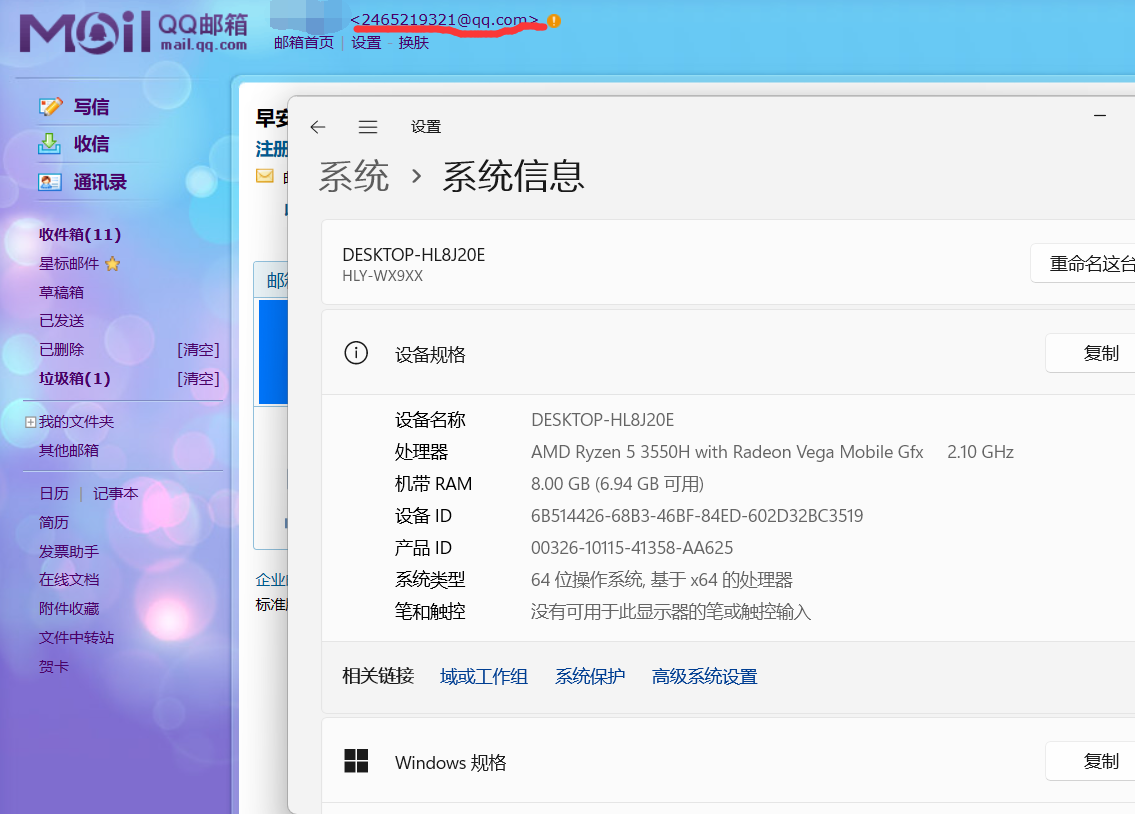 Mail QQ邮箱
mail.qq.com
<2465219321@qq.com>
邮箱首页 | 设置 - 换肤
写信
收信
通讯录
收件箱(11)
星标邮件
草稿箱
已发送
已删除 [清空]
垃圾箱(1) [清空]
我的文件夹
其他邮箱
日历 | 记事本
简历
发票助手
在线文档
附件收藏
文件中转站
贺卡
早安
注册
邮箱
企业
标准
设置
系统 › 系统信息
DESKTOP-HL8J20E
HLY-WX9XX
重命名这台
设备规格
复制
设备名称 DESKTOP-HL8J20E
处理器 AMD Ryzen 5 3550H with Radeon Vega Mobile Gfx 2.10 GHz
机带 RAM 8.00 GB (6.94 GB 可用)
设备 ID 6B514426-68B3-46BF-84ED-602D32BC3519
产品 ID 00326-10115-41358-AA625
系统类型 64 位操作系统, 基于 x64 的处理器
笔和触控 没有可用于此显示器的笔或触控输入
相关链接 域或工作组 系统保护 高级系统设置
Windows 规格
复制